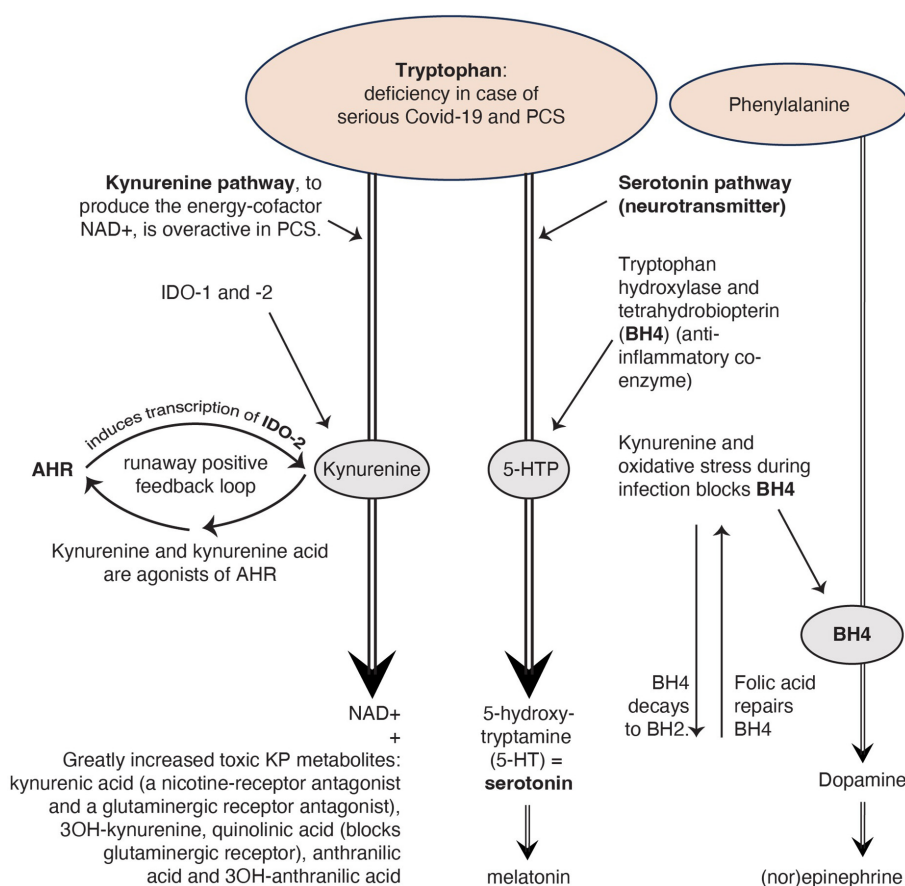 Tryptophan:
deficiency in case of
serious Covid-19 and PCS
Phenylalanine
Kynurenine pathway, to
produce the energy-cofactor
NAD+, is overactive in PCS.
Serotonin pathway
(neurotransmitter)
IDO-1 and -2
Tryptophan
hydroxylase and
tetrahydrobiopterin
(BH4) (anti-
inflammatory co-
enzyme)
induces transcription of IDO-2
AHR
runaway positive
feedback loop
Kynurenine
5-HTP
Kynurenine and kynurenine acid
are agonists of AHR
Kynurenine and
oxidative stress during
infection blocks BH4
BH4
BH4
decays
to BH2.
Folic acid
repairs
BH4
NAD+
+
Greatly increased toxic KP metabolites:
kynurenic acid (a nicotine-receptor antagonist
and a glutaminergic receptor antagonist),
3OH-kynurenine, quinolinic acid (blocks
glutaminergic receptor), anthranilic
acid and 3OH-anthranilic acid
5-hydroxy-
tryptamine
(5-HT) =
serotonin
melatonin
Dopamine
(nor)epinephrine